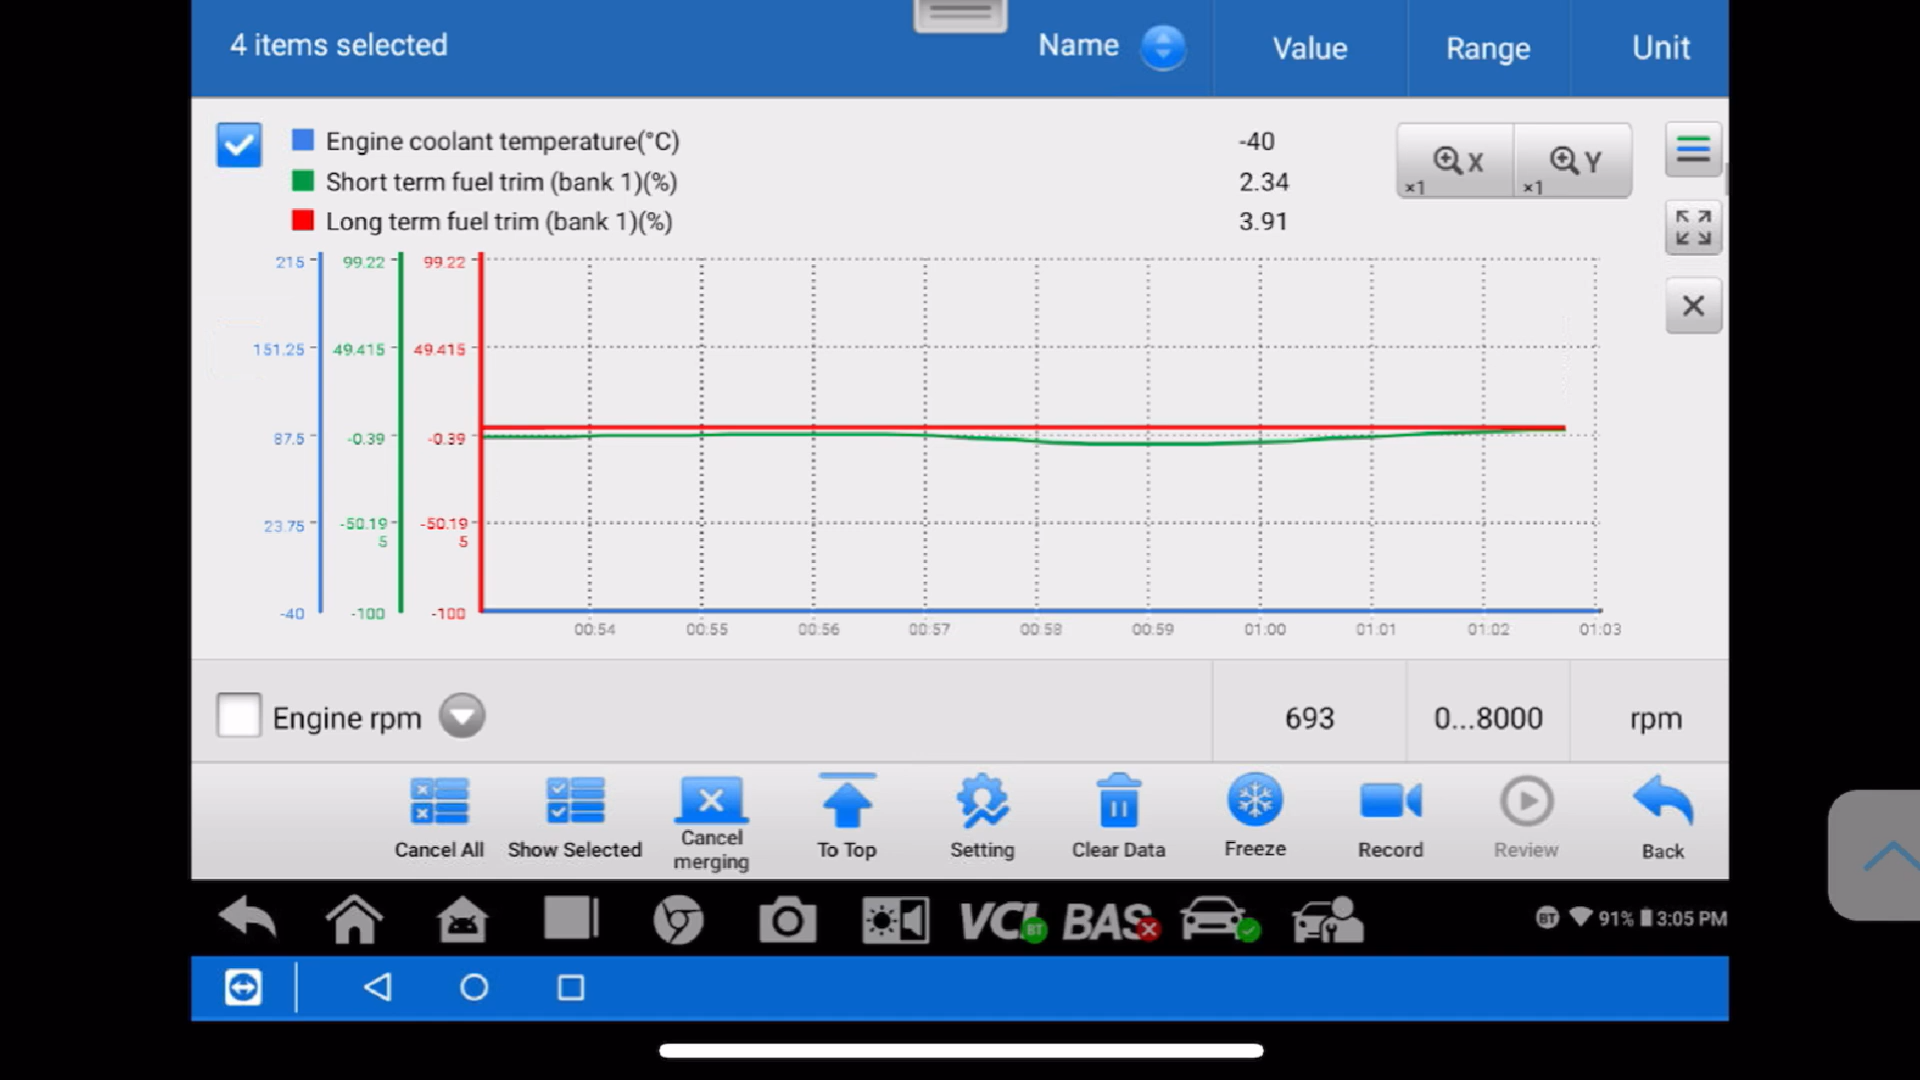 4 items selected
Name
Value
Range
Unit
Engine coolant temperature(°C)
-40
Short term fuel trim (bank 1)(%)
2.34
Long term fuel trim (bank 1)(%)
3.91
X
×1
Y
×1
215
99.22
99.22
151.25
49.415
49.415
87.5
-0.39
-0.39
23.75
-50.19
5
-50.19
5
-40
-100
-100
00:54
00:55
00:56
00:57
00:58
00:59
01:00
01:01
01:02
01:03
Engine rpm
693
0...8000
rpm
Cancel All
Show Selected
Cancel
merging
To Top
Setting
Clear Data
Freeze
Record
Review
Back
VCI
BT
BAS
BT
91%
3:05 PM